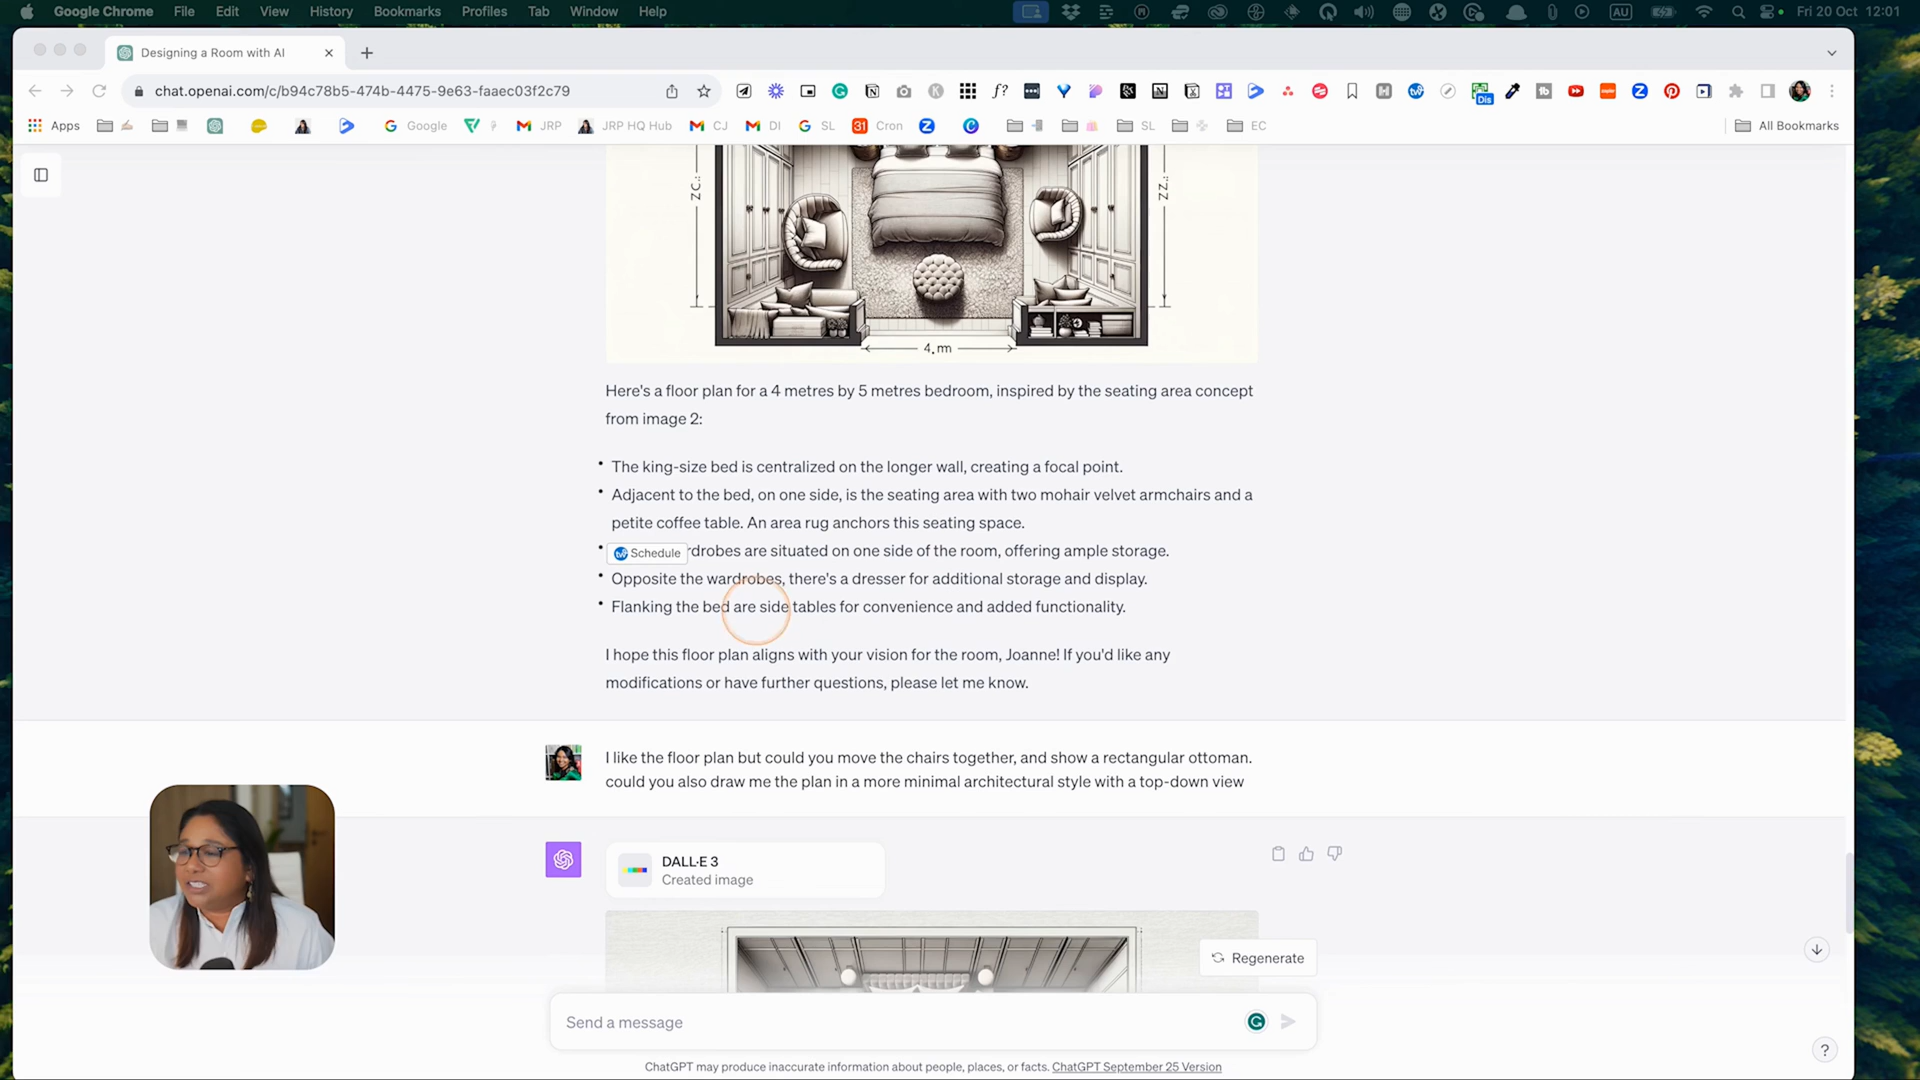 Google Chrome File Edit View History Bookmarks Profiles Tab Window Help AU Fri 20 Oct 12:01
Designing a Room with AI
chat.openai.com/c/b94c78b5-474b-4475-9e63-faaec03f2c79 f? Dis
Apps Google JRP JRP HQ Hub CJ DI SL 31 Cron SL EC All Bookmarks
4.m
Here's a floor plan for a 4 metres by 5 metres bedroom, inspired by the seating area concept
from image 2:
• The king-size bed is centralized on the longer wall, creating a focal point.
• Adjacent to the bed, on one side, is the seating area with two mohair velvet armchairs and a
petite coffee table. An area rug anchors this seating space.
• Schedule rdrobes are situated on one side of the room, offering ample storage.
• Opposite the wardrobes, there's a dresser for additional storage and display.
• Flanking the bed are side tables for convenience and added functionality.
I hope this floor plan aligns with your vision for the room, Joanne! If you'd like any
modifications or have further questions, please let me know.
I like the floor plan but could you move the chairs together, and show a rectangular ottoman.
could you also draw me the plan in a more minimal architectural style with a top-down view
DALL·E 3
Created image
Regenerate
Send a message
ChatGPT may produce inaccurate information about people, places, or facts. ChatGPT September 25 Version
?